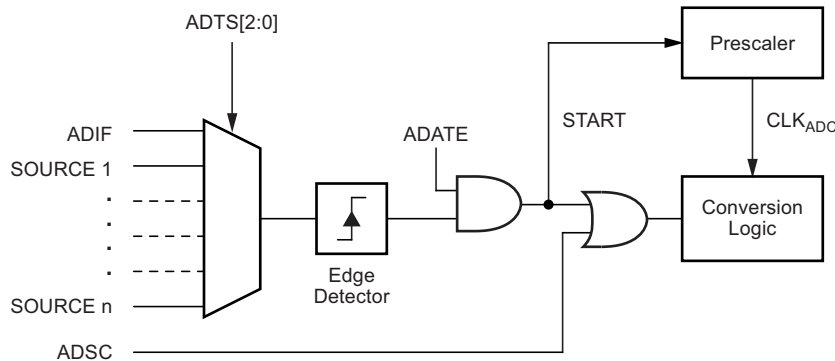 ADTS[2:0]
Prescaler
START
CLKADC
ADIF
ADATE
SOURCE 1
.
.
.
.
Conversion
Logic
Edge
Detector
SOURCE n
ADSC